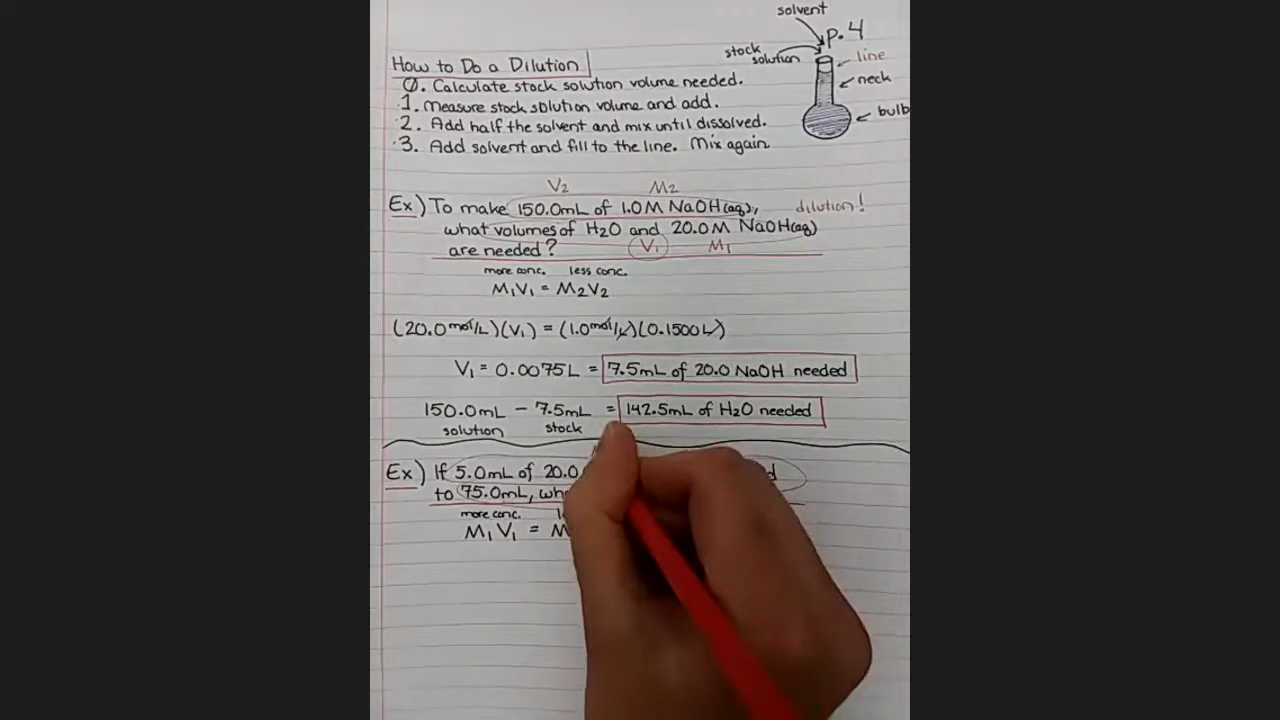 solvent
p.4
stock
solution
line
neck
bulb
How to Do a Dilution
0. Calculate stock solution volume needed.
1. Measure stock solution volume and add.
2. Add half the solvent and mix until dissolved.
3. Add solvent and fill to the line. Mix again
V2 M2
Ex) To make 150.0mL of 1.0M NaOH(aq), dilution!
what volumes of H2O and 20.0M NaOH(aq)
are needed? V1 M1
more conc. less conc.
M1V1 = M2V2
(20.0mol/L)(V1) = (1.0mol/L)(0.1500L)
V1 = 0.0075L = 7.5mL of 20.0 NaOH needed
150.0mL - 7.5mL = 142.5mL of H2O needed
solution stock
Ex) If 5.0mL of 20.0
to 75.0mL,
more conc.
M1V1 = M